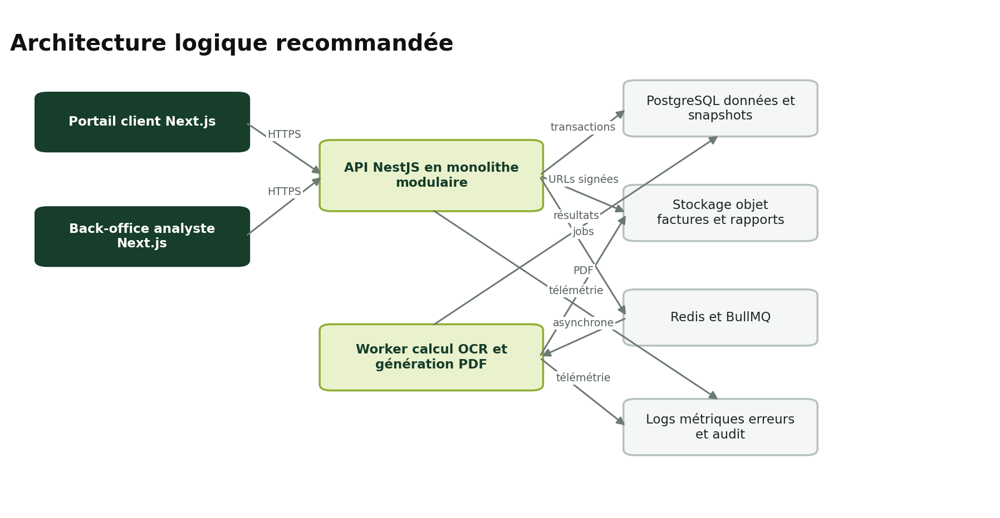 Architecture logique recommandée
Portail client Next.js
Back-office analyste
Next.js
HTTPS
HTTPS
API NestJS en monolithe
modulaire
Worker calcul OCR et
génération PDF
transactions
URLs signées
résultats
jobs
PDF
télémétrie
asynchrone
télémétrie
PostgreSQL données et
snapshots
Stockage objet
factures et rapports
Redis et BullMQ
Logs métriques erreurs
et audit